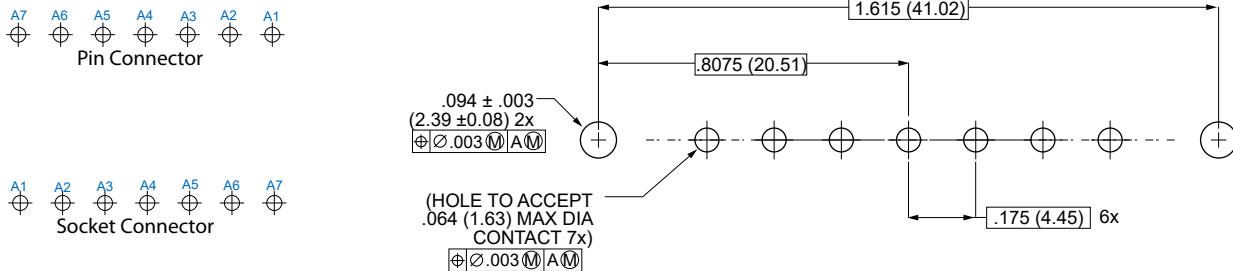 A7 A6 A5 A4 A3 A2 A1
Pin Connector
A1 A2 A3 A4 A5 A6 A7
Socket Connector
1.615 (41.02)
.8075 (20.51)
.094 ± .003
(2.39 ±0.08) 2x
⌖ ∅.003 Ⓜ A Ⓜ
(HOLE TO ACCEPT
.064 (1.63) MAX DIA
CONTACT 7x)
⌖ ∅.003 Ⓜ A Ⓜ
.175 (4.45) 6x